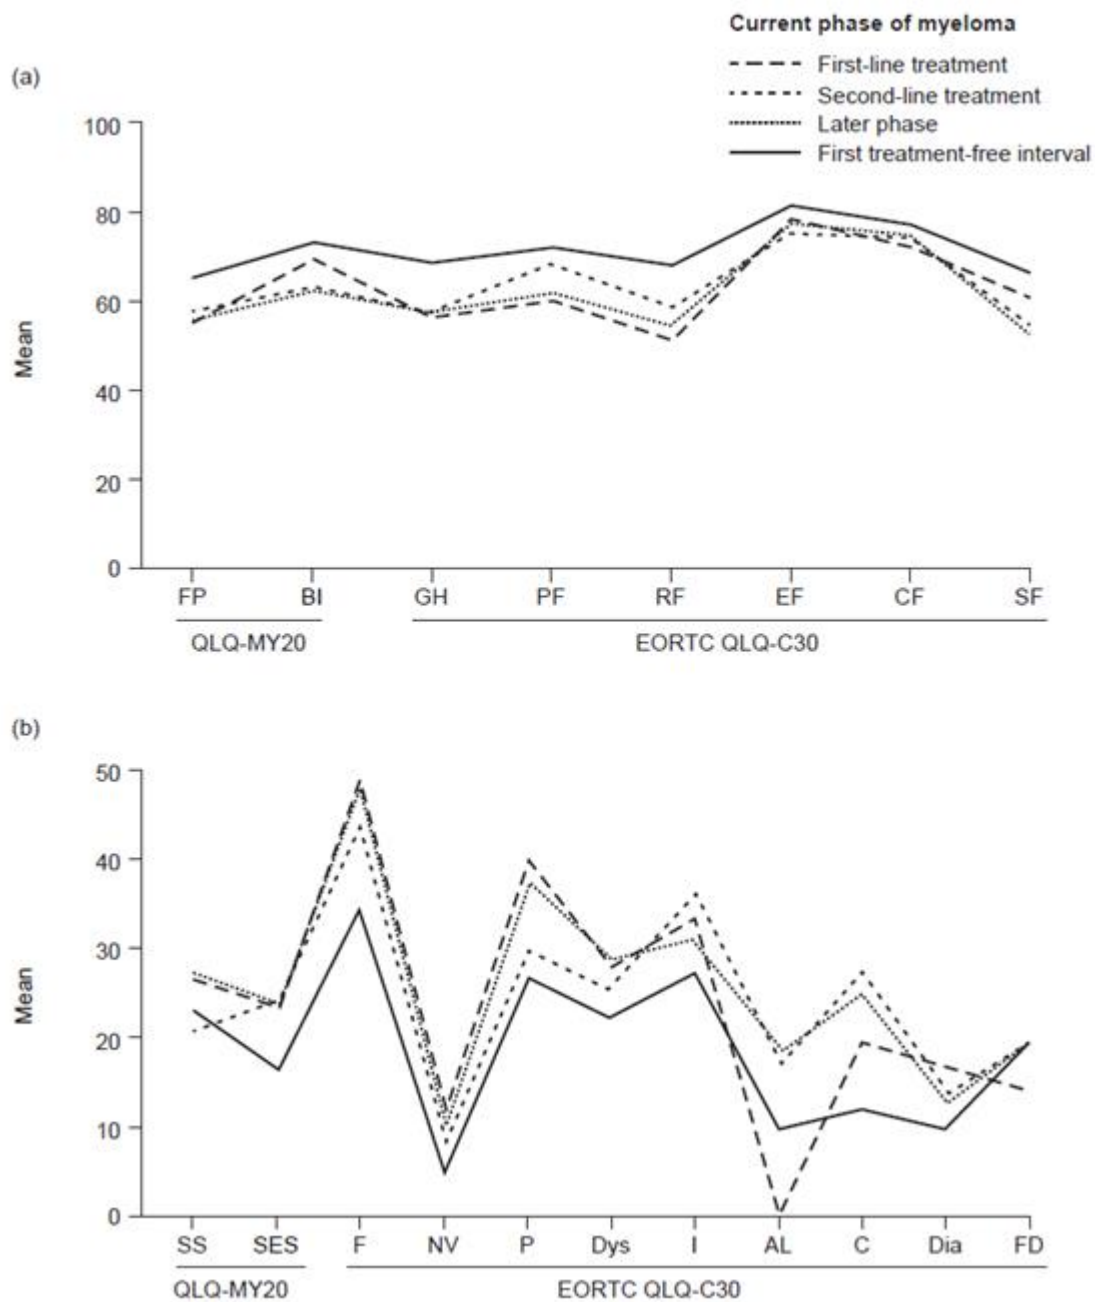 Current phase of myeloma
First-line treatment
Second-line treatment
Later phase
First treatment-free interval
(a)
100
80
60
40
20
0
Mean
FP BI GH PF RF EF CF SF
QLQ-MY20 EORTC QLQ-C30
(b)
50
40
30
20
10
0
Mean
SS SES F NV P Dys I AL C Dia FD
QLQ-MY20 EORTC QLQ-C30